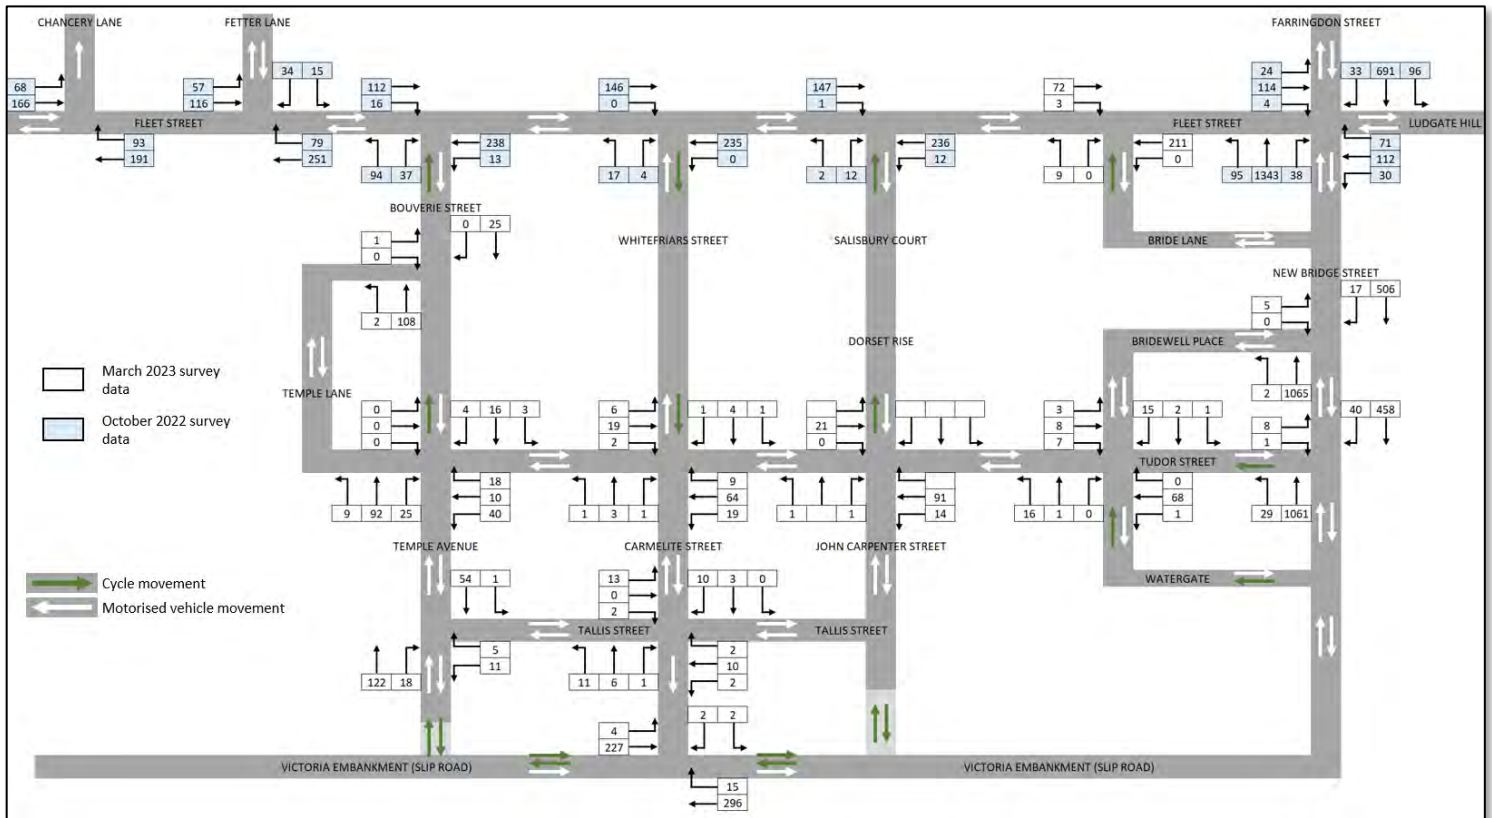 CHANCERY LANE
FETTER LANE
FARRINGDON STREET
68
166
57
116
34 15
112
16
146
0
147
1
72
3
24
114
4
33 691 96
FLEET STREET
FLEET STREET
LUDGATE HILL
93
191
79
251
94 37
238
13
17 4
235
0
2 12
236
12
9 0
211
0
95 1343 38
71
112
30
BOUVERIE STREET
0 25
1
0
WHITEFRIARS STREET
SALISBURY COURT
BRIDE LANE
NEW BRIDGE STREET
17 506
5
0
2 108
DORSET RISE
BRIDEWELL PLACE
March 2023 survey
data
October 2022 survey
data
TEMPLE LANE
2 1065
0
0
0
4 16 3
6
19
2
1 4 1
21
0
3
8
7
15 2 1
8
1
40 458
TUDOR STREET
9 92 25
18
10
40
1 3 1
9
64
19
1 1
91
14
16 1 0
0
68
1
29 1061
TEMPLE AVENUE
CARMELITE STREET
JOHN CARPENTER STREET
54 1
13
0
2
10 3 0
WATERGATE
Cycle movement
Motorised vehicle movement
TALLIS STREET
TALLIS STREET
122 18
5
11
11 6 1
2
10
2
4
227
2 2
VICTORIA EMBANKMENT (SLIP ROAD)
VICTORIA EMBANKMENT (SLIP ROAD)
15
296